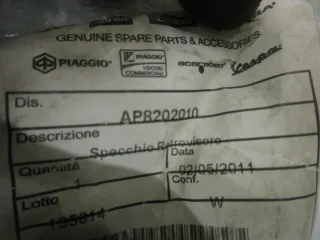 GENUINE SPARE PARTS & ACCESSORIES
PIAGGIO PIAGGIO VEICOLI COMMERCIALI Vespa
Dis. AP8202010
Descrizione
Specchio Retrovisore
Quantità Data
1 02/05/2011
Lotto Conf.
135814 W